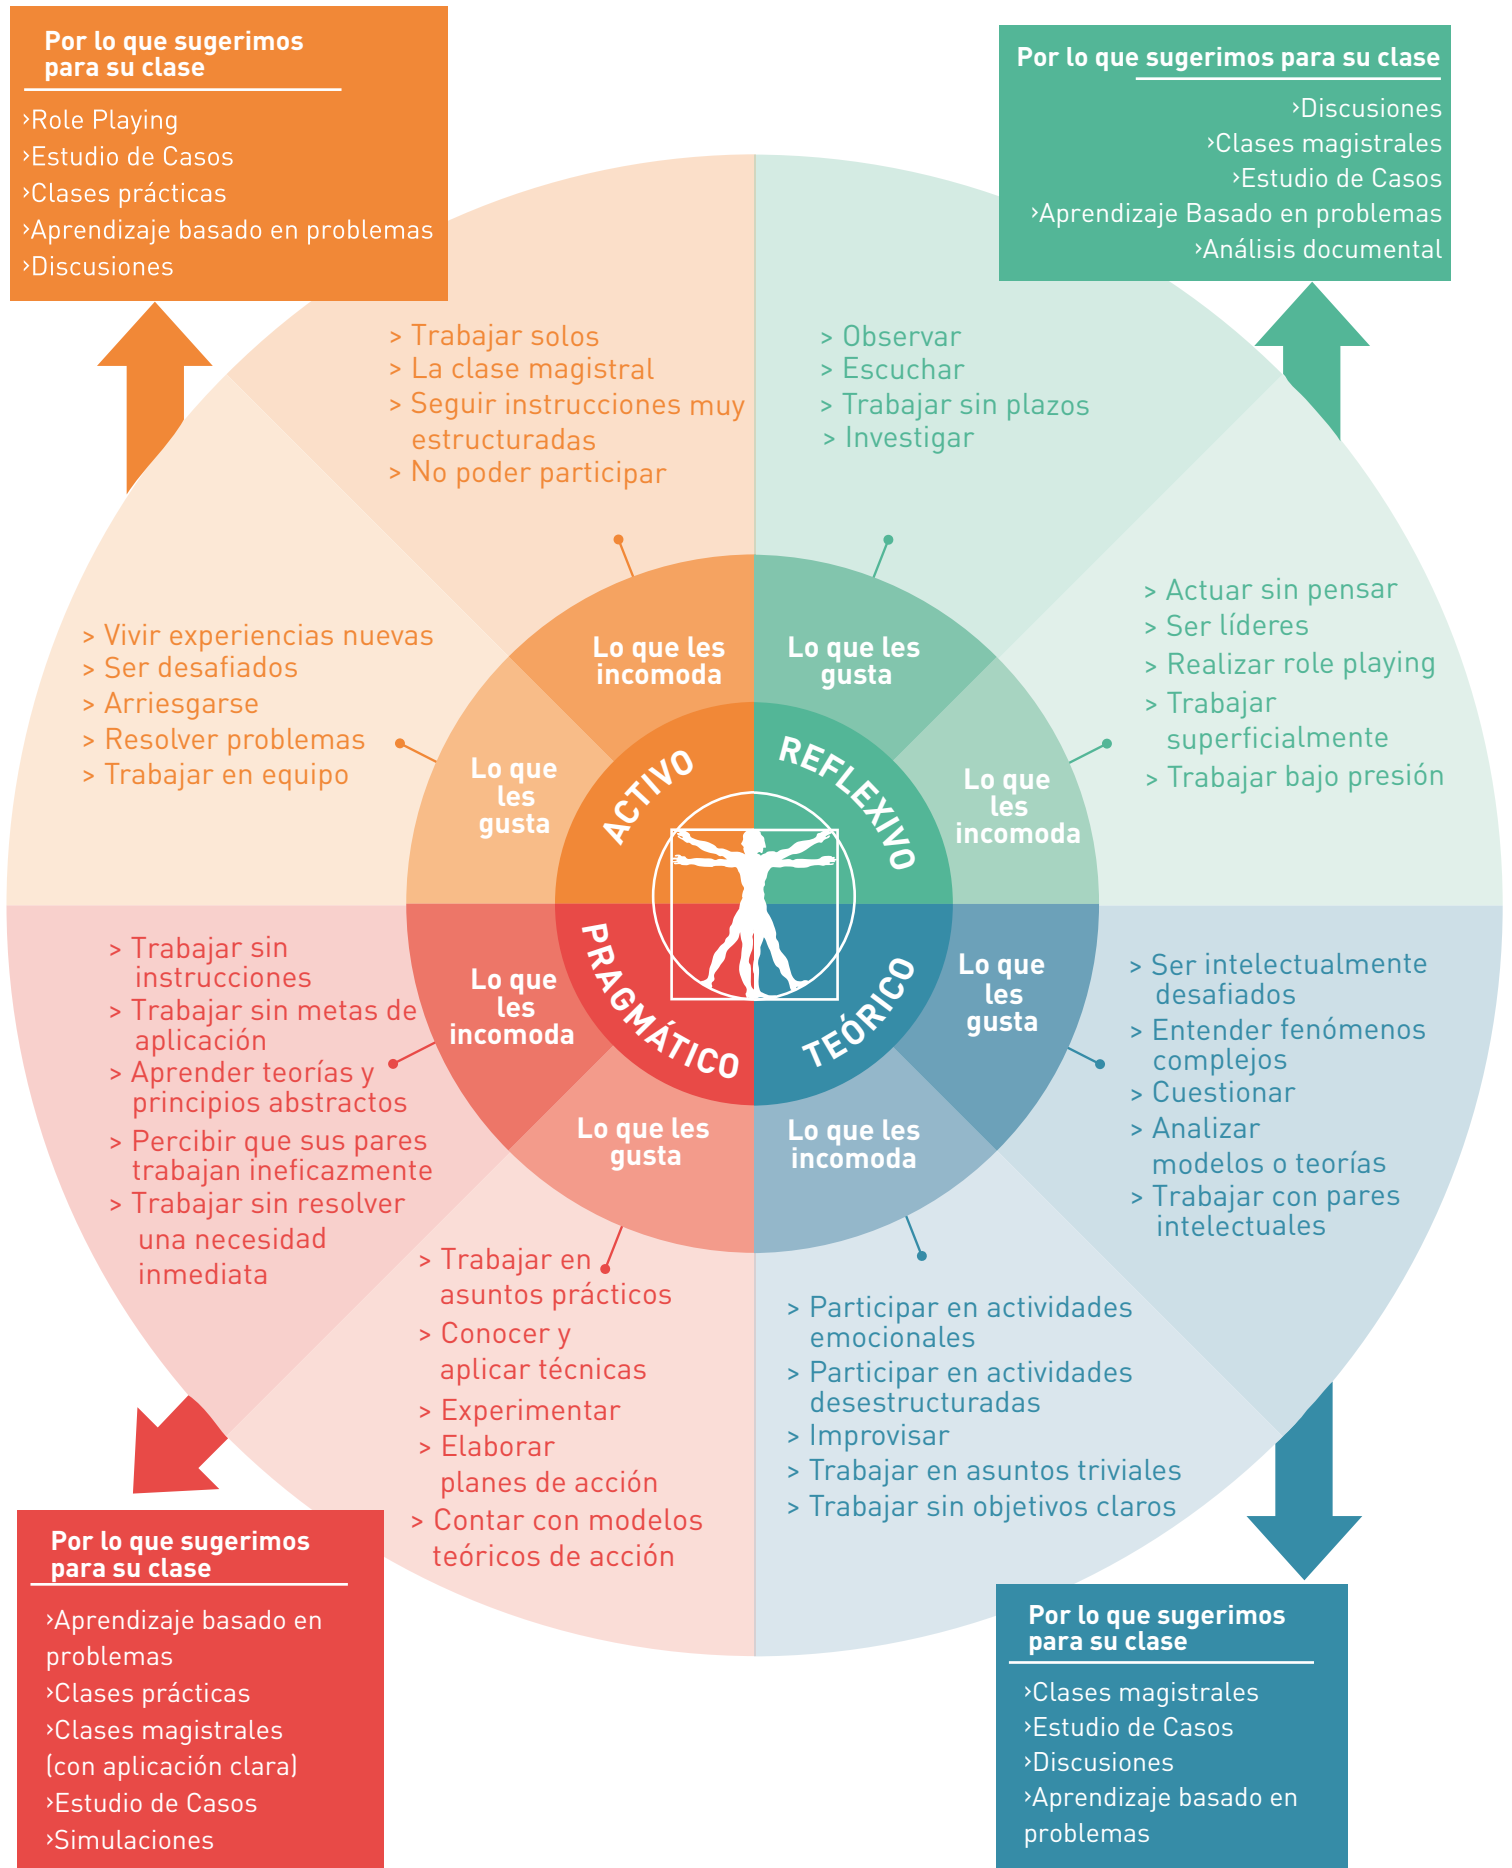 Por lo que sugerimos
para su clase
›Role Playing
›Estudio de Casos
›Clases prácticas
›Aprendizaje basado en problemas
›Discusiones
Por lo que sugerimos para su clase
›Discusiones
›Clases magistrales
›Estudio de Casos
›Aprendizaje Basado en problemas
›Análisis documental
> Trabajar solos
> La clase magistral
> Seguir instrucciones muy
estructuradas
> No poder participar
> Observar
> Escuchar
> Trabajar sin plazos
> Investigar
> Vivir experiencias nuevas
> Ser desafiados
> Arriesgarse
> Resolver problemas
> Trabajar en equipo
> Actuar sin pensar
> Ser líderes
> Realizar role playing
> Trabajar
superficialmente
> Trabajar bajo presión
Lo que les
incomoda
Lo que les
gusta
Lo que
les
gusta
Lo que
les
incomoda
ACTIVO
REFLEXIVO
PRAGMÁTICO
TEÓRICO
Lo que
les
incomoda
Lo que
les
gusta
Lo que les
gusta
Lo que les
incomoda
> Trabajar sin
instrucciones
> Trabajar sin metas de
aplicación
> Aprender teorías y
principios abstractos
> Percibir que sus pares
trabajan ineficazmente
> Trabajar sin resolver
una necesidad
inmediata
> Ser intelectualmente
desafiados
> Entender fenómenos
complejos
> Cuestionar
> Analizar
modelos o teorías
> Trabajar con pares
intelectuales
> Trabajar en
asuntos prácticos
> Conocer y
aplicar técnicas
> Experimentar
> Elaborar
planes de acción
> Contar con modelos
teóricos de acción
> Participar en actividades
emocionales
> Participar en actividades
desestructuradas
> Improvisar
> Trabajar en asuntos triviales
> Trabajar sin objetivos claros
Por lo que sugerimos
para su clase
›Aprendizaje basado en
problemas
›Clases prácticas
›Clases magistrales
(con aplicación clara)
›Estudio de Casos
›Simulaciones
Por lo que sugerimos
para su clase
›Clases magistrales
›Estudio de Casos
›Discusiones
›Aprendizaje basado en
problemas